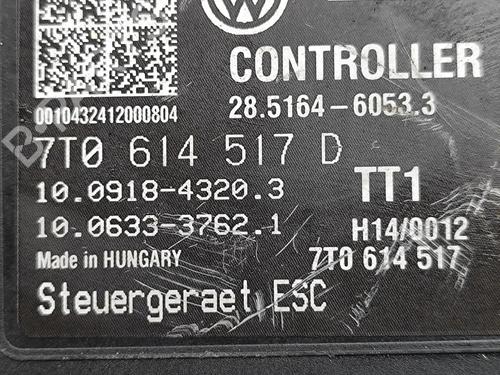 CONTROLLER
0010432412000804
28.5164-6053.3
7T0 614 517 D
10.0918-4320.3
TT1
10.0633-3762.1
H14/0012
Made in HUNGARY
7T0 614 517
Steuergeraet ESC